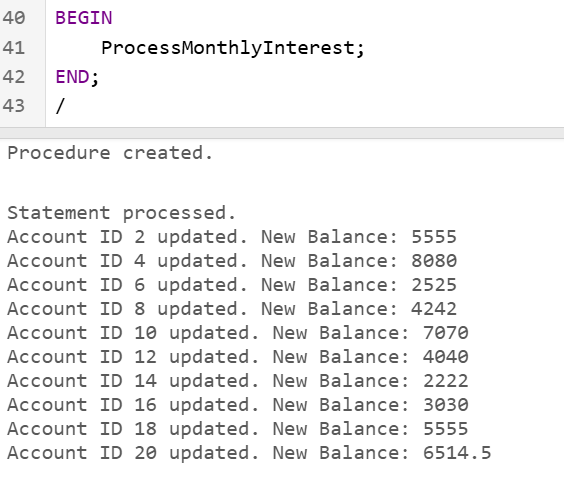 40 BEGIN
41     ProcessMonthlyInterest;
42 END;
43 /
Procedure created.
Statement processed.
Account ID 2 updated. New Balance: 5555
Account ID 4 updated. New Balance: 8080
Account ID 6 updated. New Balance: 2525
Account ID 8 updated. New Balance: 4242
Account ID 10 updated. New Balance: 7070
Account ID 12 updated. New Balance: 4040
Account ID 14 updated. New Balance: 2222
Account ID 16 updated. New Balance: 3030
Account ID 18 updated. New Balance: 5555
Account ID 20 updated. New Balance: 6514.5